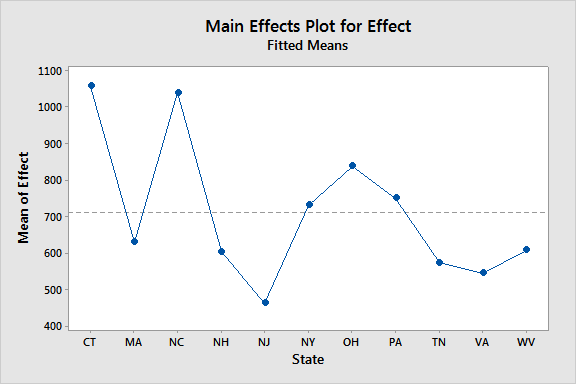 Main Effects Plot for Effect
Fitted Means
1100
1000
900
800
700
600
500
400
Mean of Effect
CT MA NC NH NJ NY OH PA TN VA WV
State